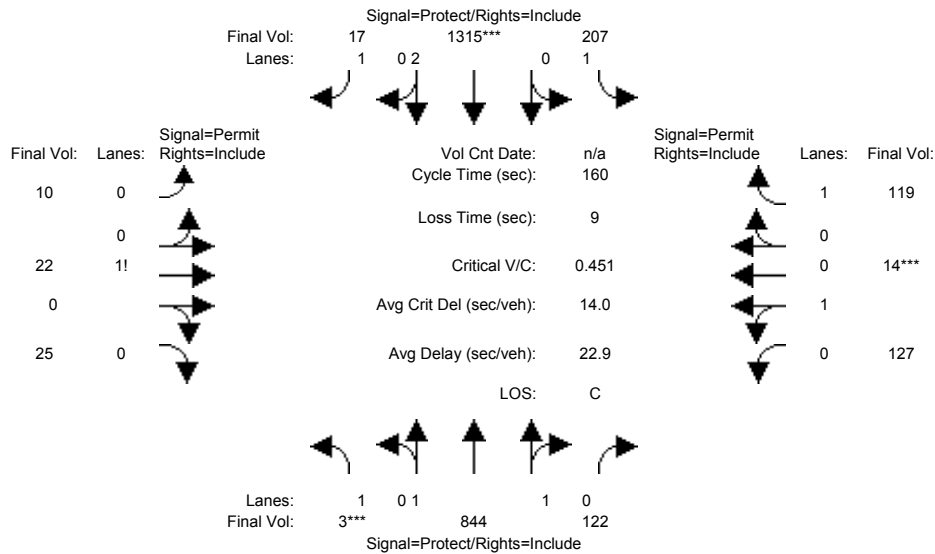 Signal=Protect/Rights=Include
Final Vol: 17 1315*** 207
Lanes: 1 0 2 0 1
Signal=Permit Signal=Permit
Final Vol: Lanes: Rights=Include Vol Cnt Date: n/a Rights=Include Lanes: Final Vol:
Cycle Time (sec): 160
10 0 1 119
Loss Time (sec): 9
0 0
22 1! Critical V/C: 0.451 0 14***
0 Avg Crit Del (sec/veh): 14.0 1
25 0 Avg Delay (sec/veh): 22.9 0 127
LOS: C
Lanes: 1 0 1 1 0
Final Vol: 3*** 844 122
Signal=Protect/Rights=Include